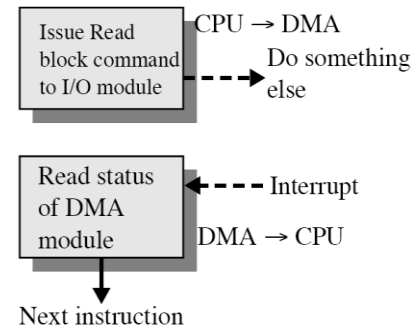 Issue Read
block command
to I/O module
CPU → DMA
Do something
else
Read status
of DMA
module
Interrupt
DMA → CPU
Next instruction